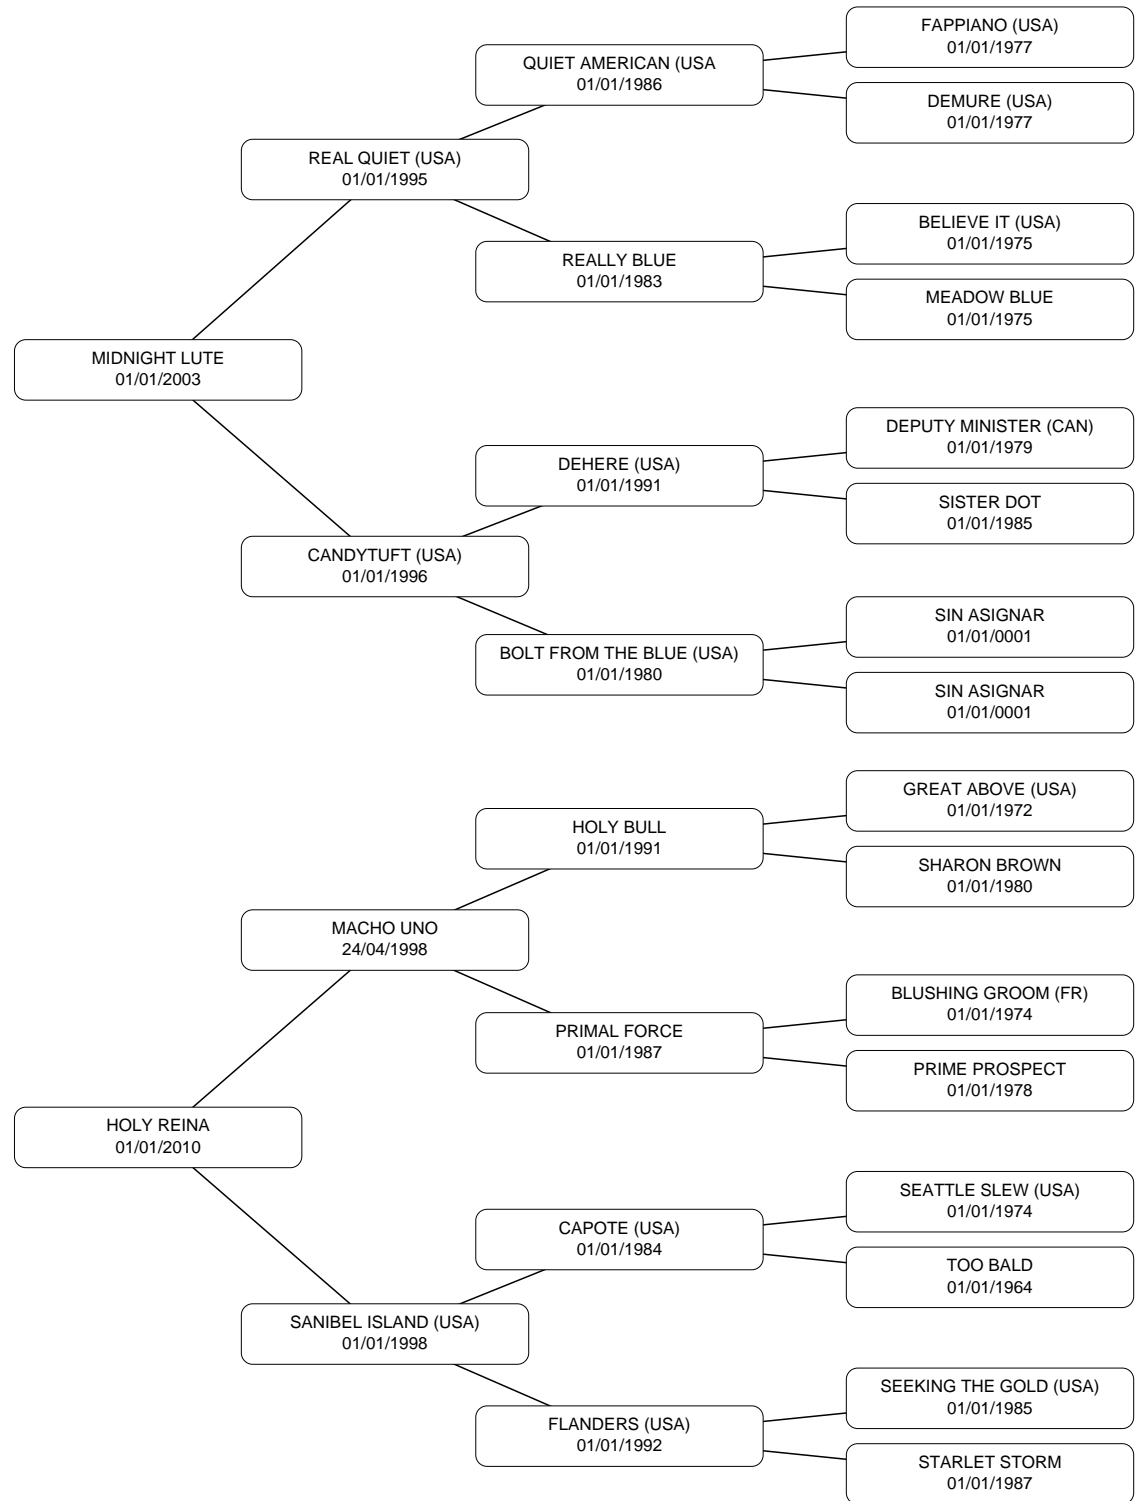 FAPPIANO (USA)
01/01/1977
QUIET AMERICAN (USA
01/01/1986
DEMURE (USA)
01/01/1977
REAL QUIET (USA)
01/01/1995
BELIEVE IT (USA)
01/01/1975
REALLY BLUE
01/01/1983
MEADOW BLUE
01/01/1975
MIDNIGHT LUTE
01/01/2003
DEPUTY MINISTER (CAN)
01/01/1979
DEHERE (USA)
01/01/1991
SISTER DOT
01/01/1985
CANDYTUFT (USA)
01/01/1996
SIN ASIGNAR
01/01/0001
BOLT FROM THE BLUE (USA)
01/01/1980
SIN ASIGNAR
01/01/0001
GREAT ABOVE (USA)
01/01/1972
HOLY BULL
01/01/1991
SHARON BROWN
01/01/1980
MACHO UNO
24/04/1998
BLUSHING GROOM (FR)
01/01/1974
PRIMAL FORCE
01/01/1987
PRIME PROSPECT
01/01/1978
HOLY REINA
01/01/2010
SEATTLE SLEW (USA)
01/01/1974
CAPOTE (USA)
01/01/1984
TOO BALD
01/01/1964
SANIBEL ISLAND (USA)
01/01/1998
SEEKING THE GOLD (USA)
01/01/1985
FLANDERS (USA)
01/01/1992
STARLET STORM
01/01/1987